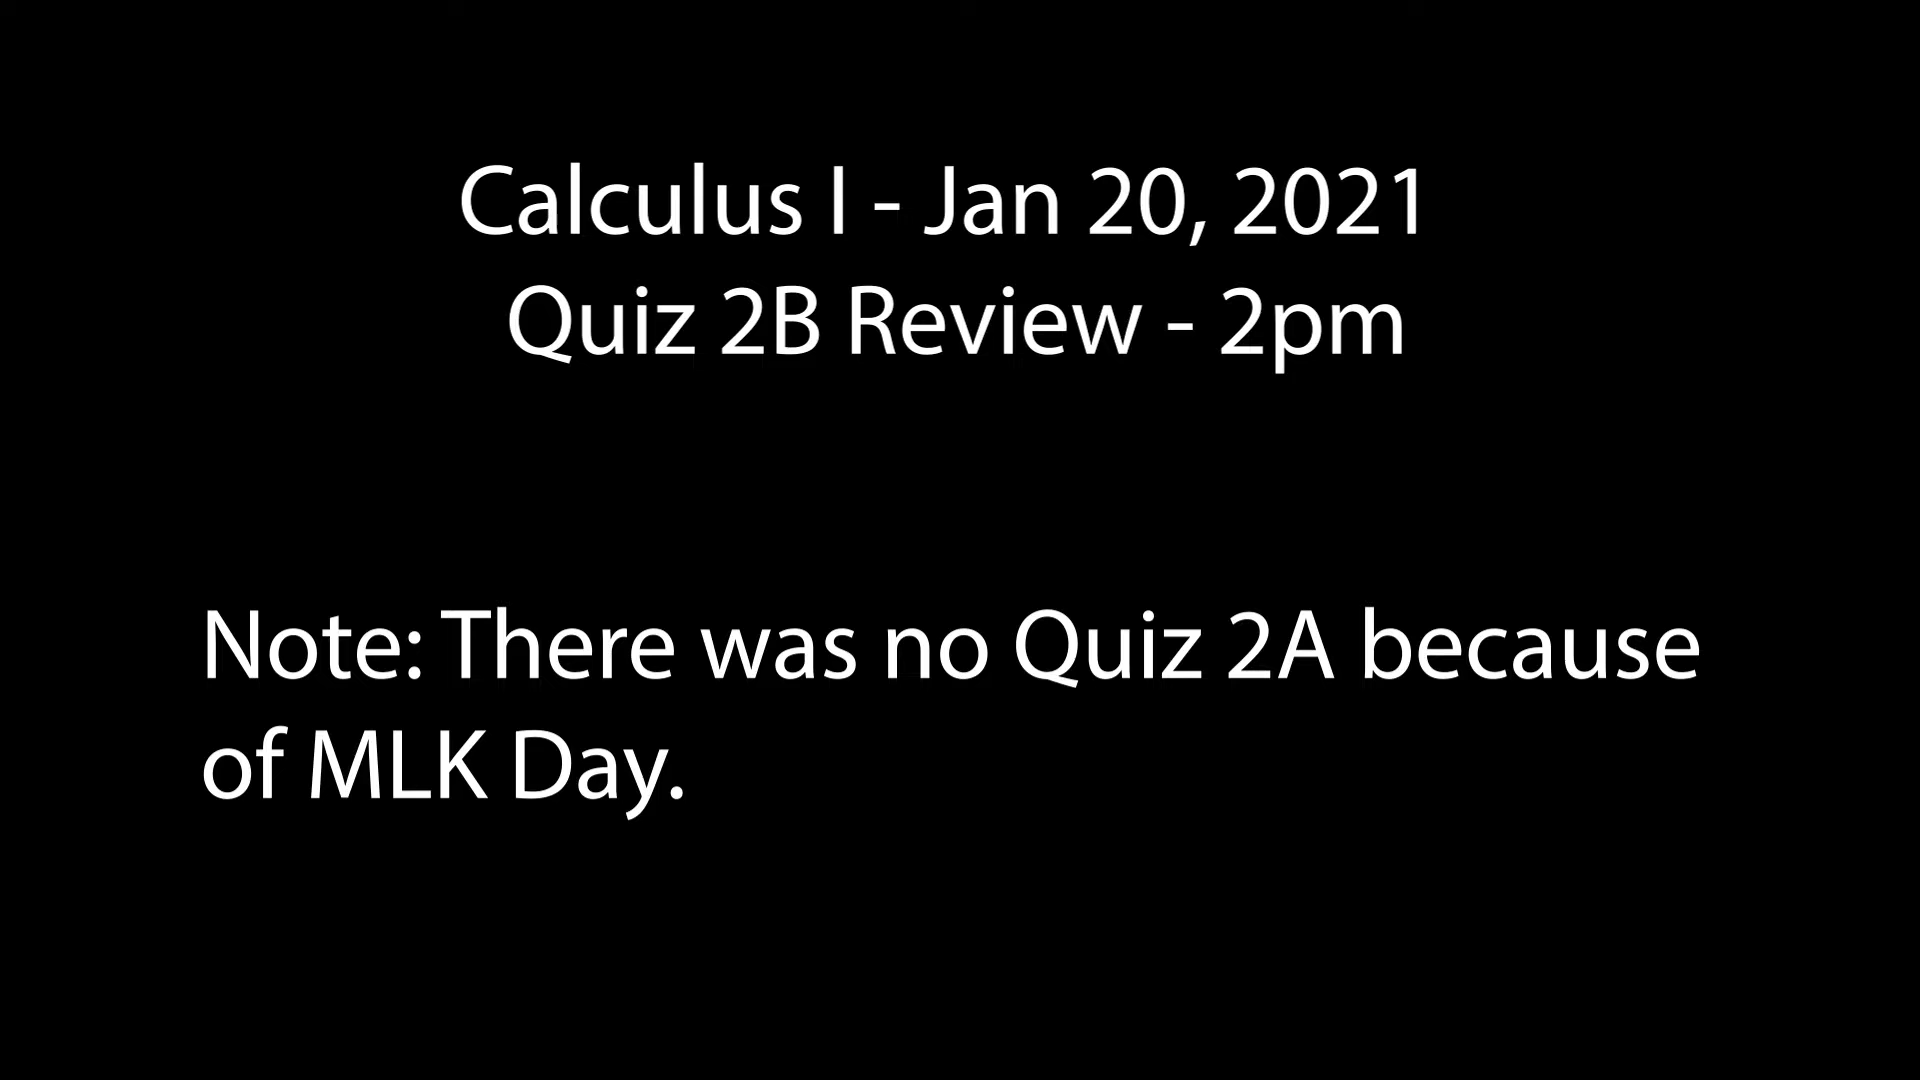 Calculus I - Jan 20, 2021
Quiz 2B Review - 2pm
Note: There was no Quiz 2A because
of MLK Day.